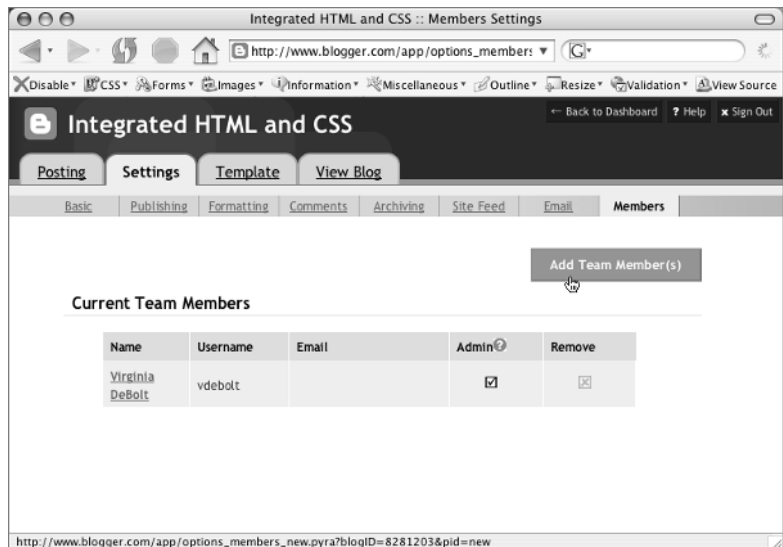 Integrated HTML and CSS :: Members Settings
http://www.blogger.com/app/options_members
Disable CSS Forms Images Information Miscellaneous Outline Resize Validation View Source
Integrated HTML and CSS
← Back to Dashboard ? Help x Sign Out
Posting Settings Template View Blog
Basic Publishing Formatting Comments Archiving Site Feed Email Members
Add Team Member(s)
Current Team Members
Name Username Email Admin? Remove
Virginia
DeBolt
vdebolt
http://www.blogger.com/app/options_members_new.pyra?blogID=8281203&pid=new